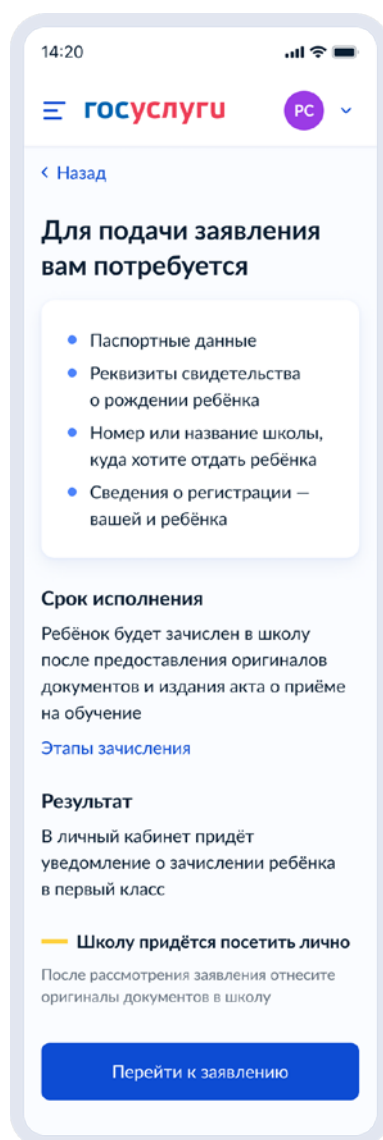 14:20
госуслуги
РС
Назад
Для подачи заявления
вам потребуется
Паспортные данные
Реквизиты свидетельства
о рождении ребёнка
Номер или название школы,
куда хотите отдать ребёнка
Сведения о регистрации —
вашей и ребёнка
Срок исполнения
Ребёнок будет зачислен в школу
после предоставления оригиналов
документов и издания акта о приёме
на обучение
Этапы зачисления
Результат
В личный кабинет придёт
уведомление о зачислении ребёнка
в первый класс
Школу придётся посетить лично
После рассмотрения заявления отнесите
оригиналы документов в школу
Перейти к заявлению